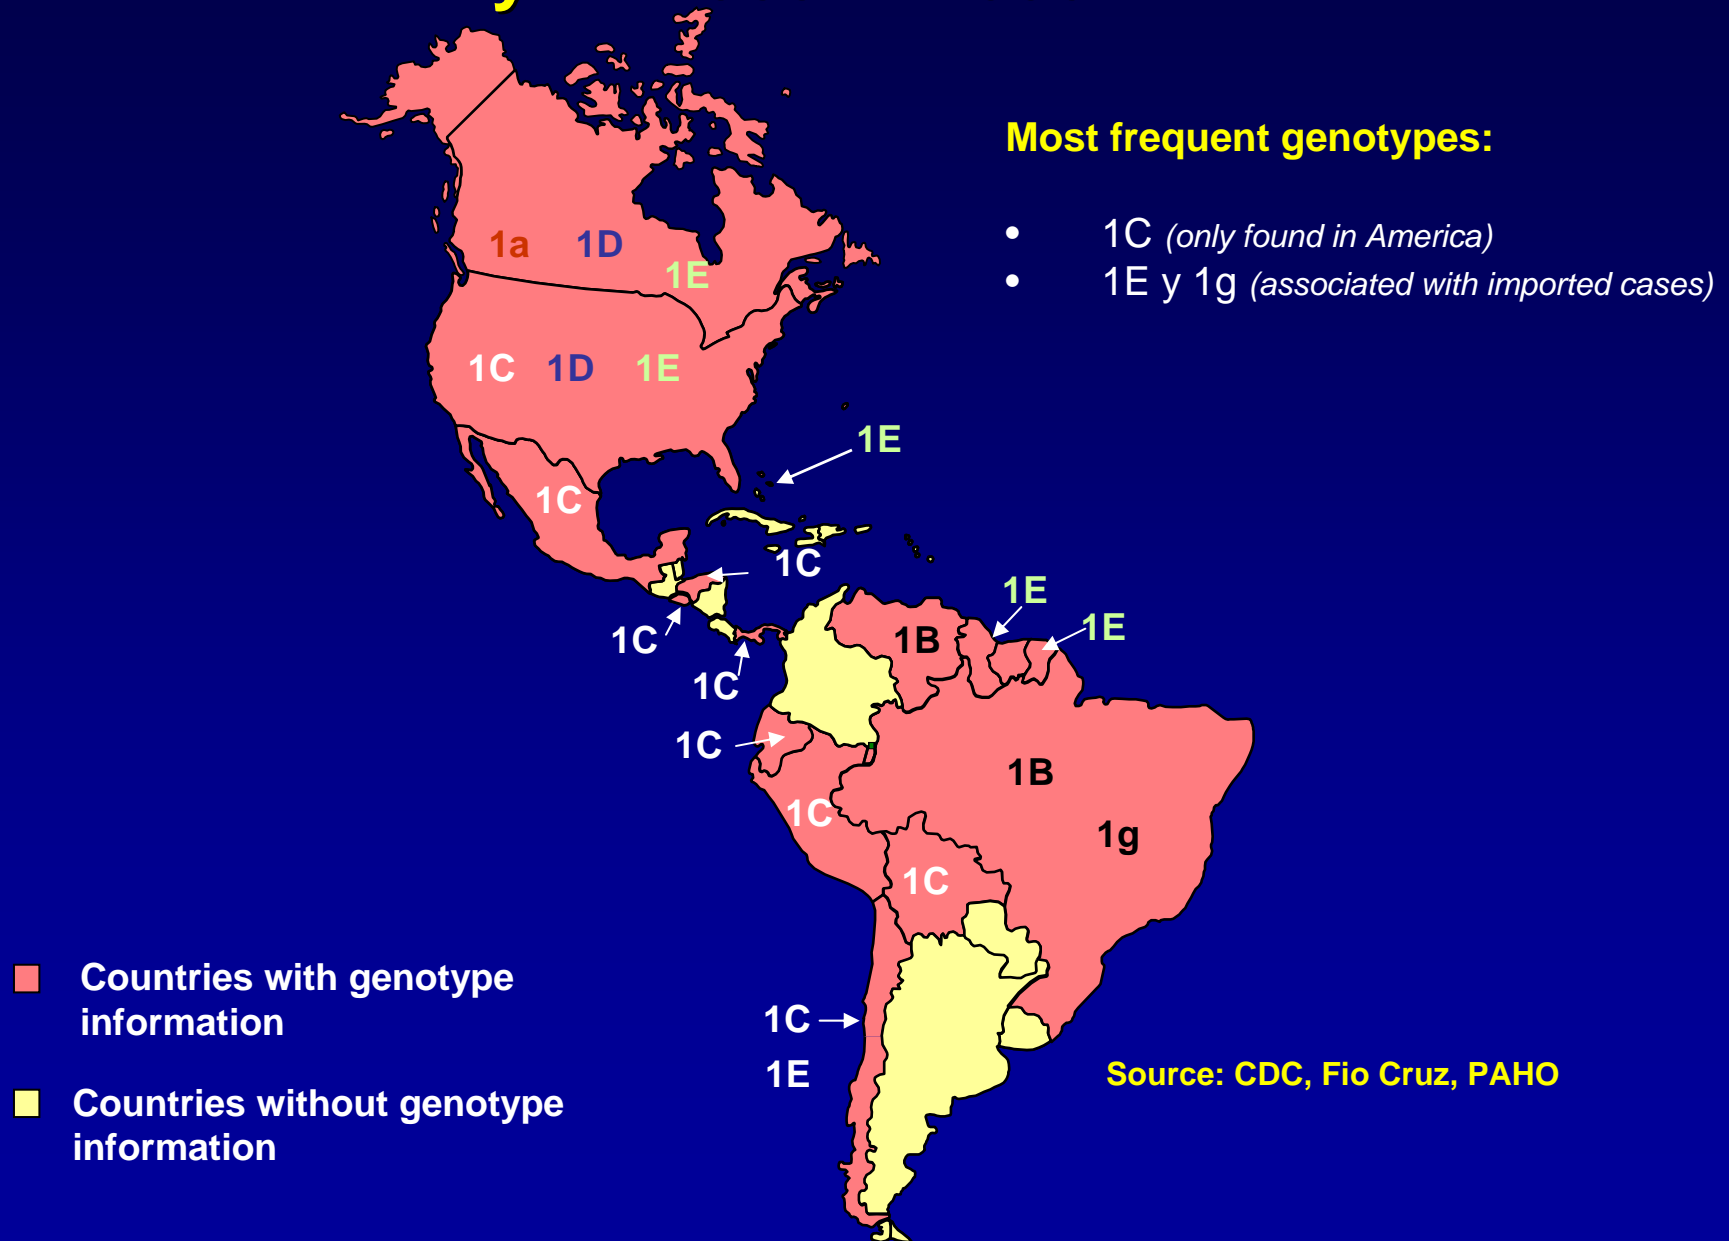 Most frequent genotypes:
• 1C (only found in America)
• 1E y 1g (associated with imported cases)
1a 1D
1E
1C 1D 1E
1E
1C
1C
1E
1E
1C
1B
1C
1C
1B
1C
1g
1C
Countries with genotype
information
1C
1E
Source: CDC, Fio Cruz, PAHO
Countries without genotype
information